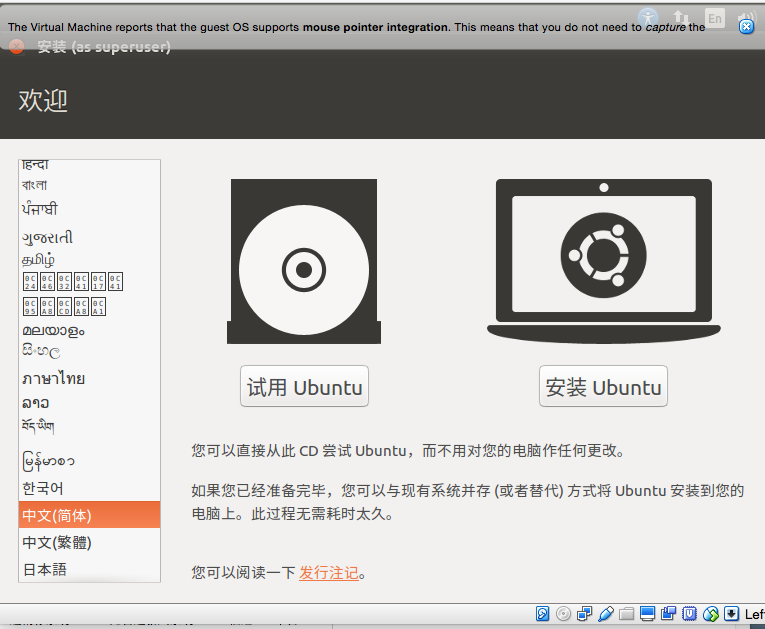 The Virtual Machine reports that the guest OS supports mouse pointer integration. This means that you do not need to capture the
En
安装 (as superuser)
欢迎
हिन्दी
বাংলা
ਪੰਜਾਬੀ
ગુજરાતી
தமிழ்
മലയാളം
සිංහල
ภาษาไทย
ລາວ
བོད་ཡིག
မြန်မာစာ
한국어
中文(简体)
中文(繁體)
日本語
试用 Ubuntu
安装 Ubuntu
您可以直接从此 CD 尝试 Ubuntu，而不用对您的电脑作任何更改。
如果您已经准备完毕，您可以与现有系统并存 (或者替代) 方式将 Ubuntu 安装到您的
电脑上。此过程无需耗时太久。
您可以阅读一下 发行注记。
Lef